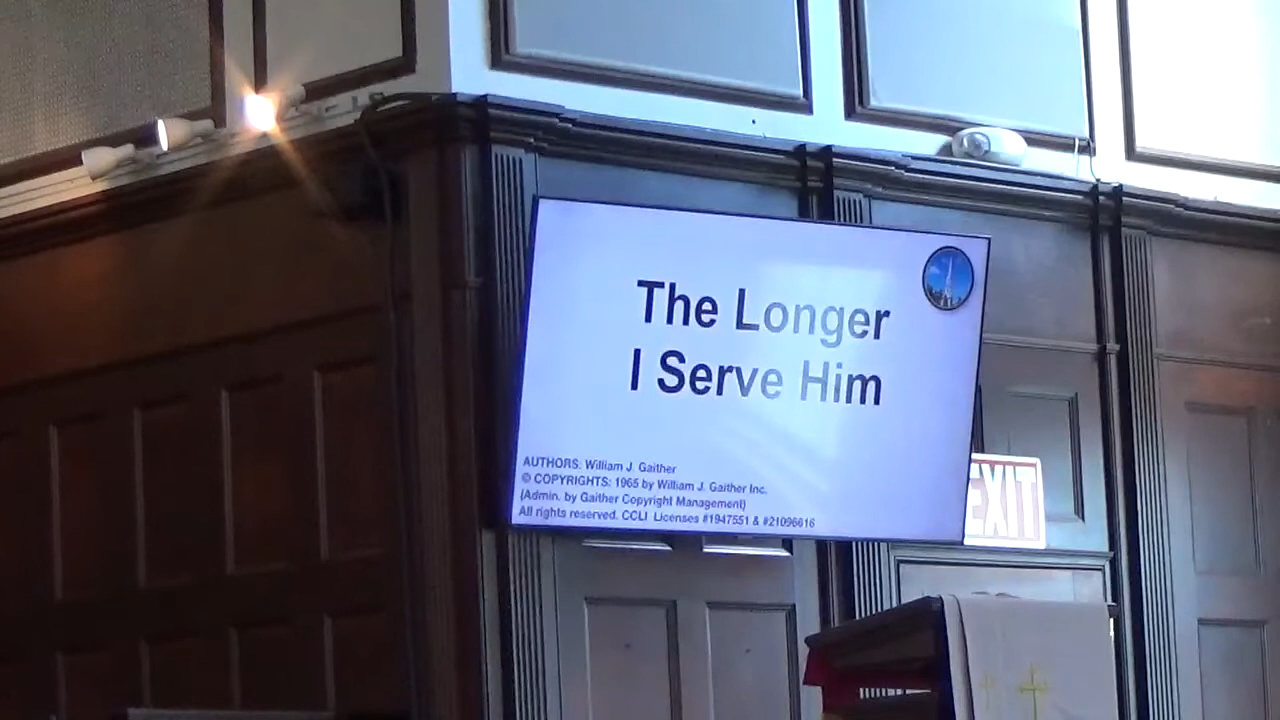 The Longer
I Serve Him
AUTHORS: William J. Gaither
© COPYRIGHTS: 1965 by William J. Gaither Inc.
(Admin. by Gaither Copyright Management)
All rights reserved. CCLI Licenses #1947551 & #21096616
EXIT